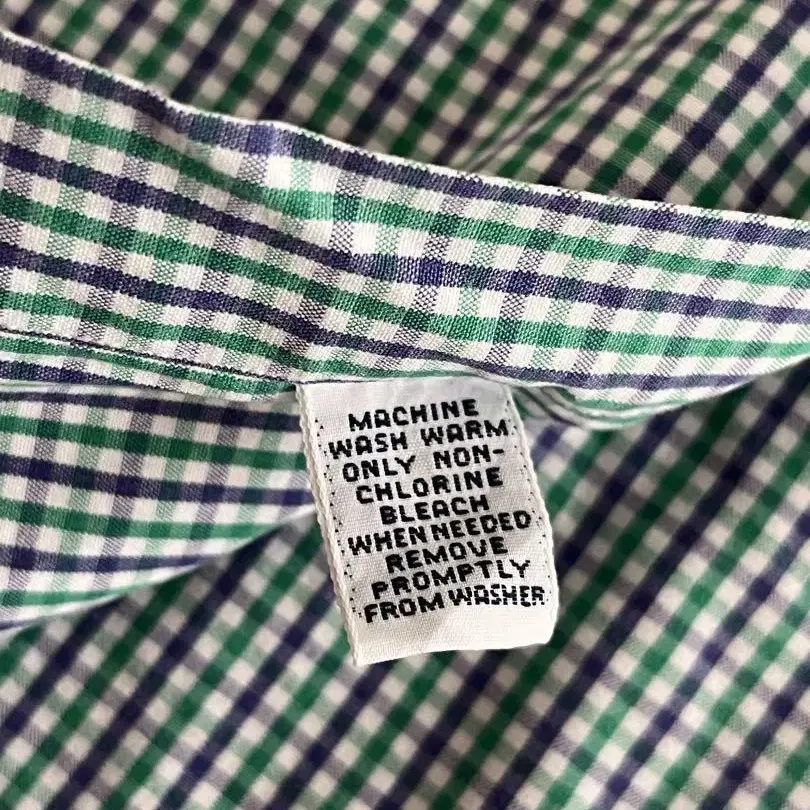 MACHINE
WASH WARM
ONLY NON-
CHLORINE
BLEACH
WHEN NEEDED
REMOVE
PROMPTLY
FROM WASHER